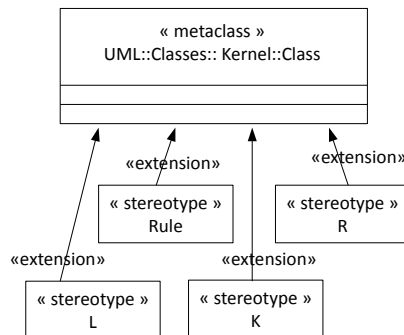 « metaclass »
UML::Classes:: Kernel::Class
«extension»
«extension»
« stereotype »
Rule
« stereotype »
R
«extension»
«extension»
« stereotype »
L
« stereotype »
K